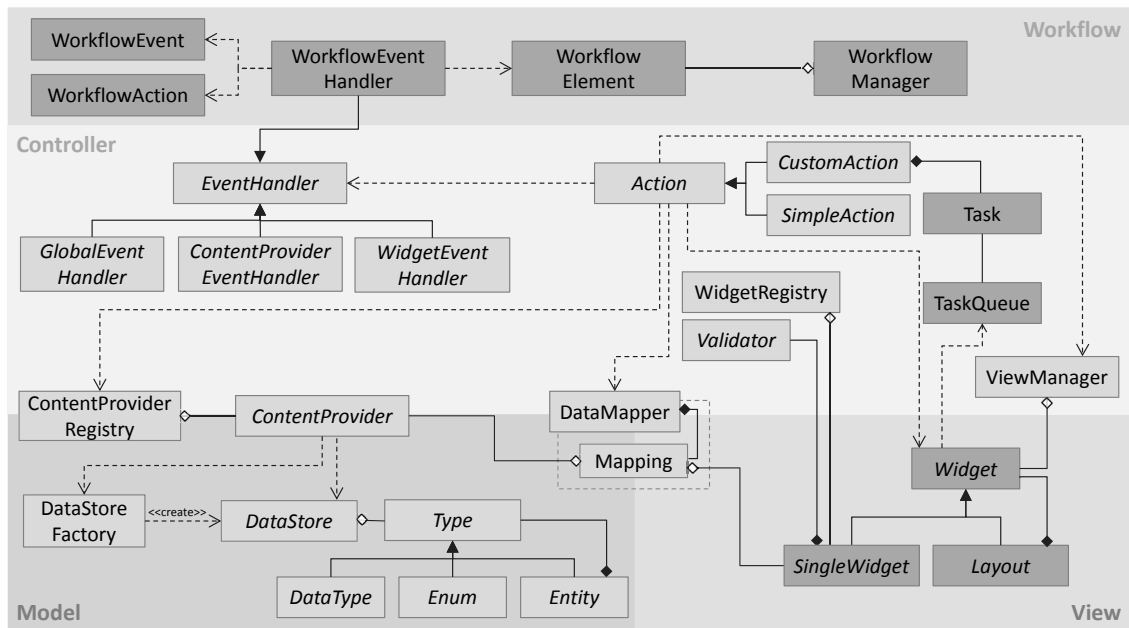 Workflow
WorkflowEvent
WorkflowAction
WorkflowEvent
Handler
Workflow
Element
Workflow
Manager
Controller
EventHandler
Action
CustomAction
SimpleAction
Task
GlobalEvent
Handler
ContentProvider
EventHandler
WidgetEvent
Handler
WidgetRegistry
TaskQueue
Validator
ViewManager
ContentProvider
Registry
ContentProvider
DataMapper
Mapping
Widget
DataStore
Factory
<<create>>
DataStore
Type
DataType
Enum
Entity
SingleWidget
Layout
Model
View